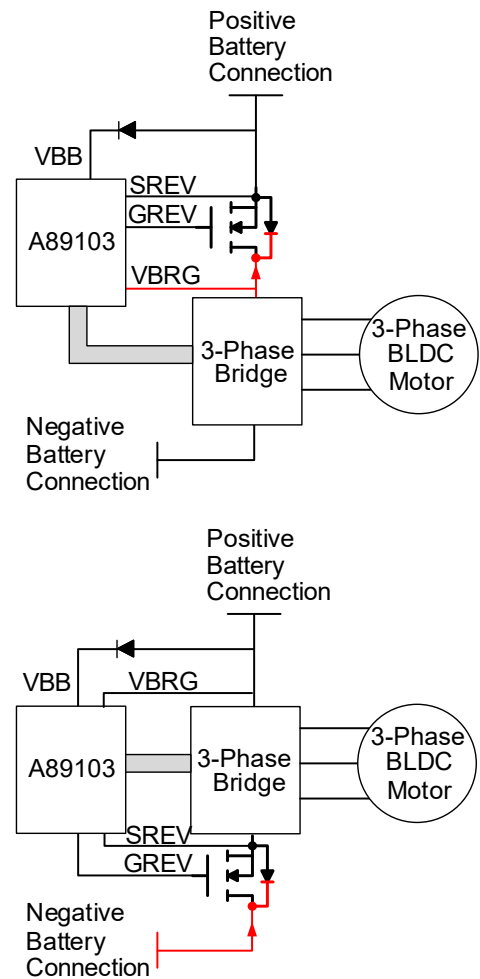 Positive
Battery
Connection
VBB
SREV
GREV
A89103
VBRG
3-Phase
Bridge
3-Phase
BLDC
Motor
Negative
Battery
Connection
Positive
Battery
Connection
VBB
VBRG
A89103
3-Phase
Bridge
3-Phase
BLDC
Motor
SREV
GREV
Negative
Battery
Connection